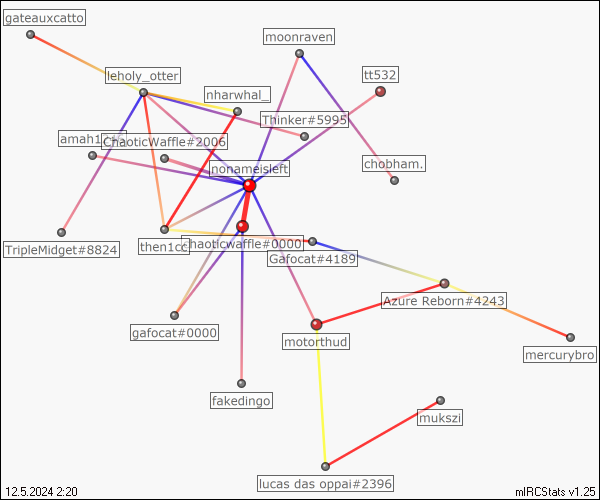 gateauxcatto
moonraven
leholy_otter
tt532
nharwhal_
Thinker#5995
ChaoticWaffle#2006
nonameisleft
chobham.
TripleMidget#8824
then1cc
chaoticwaffle#0000
Gafocat#4189
Azure Reborn#4243
gafocat#0000
motorthud
mercurybro
fakedingo
mukszi
lucas das oppai#2396
12.5.2024 2:20
mIRCStats v1.25